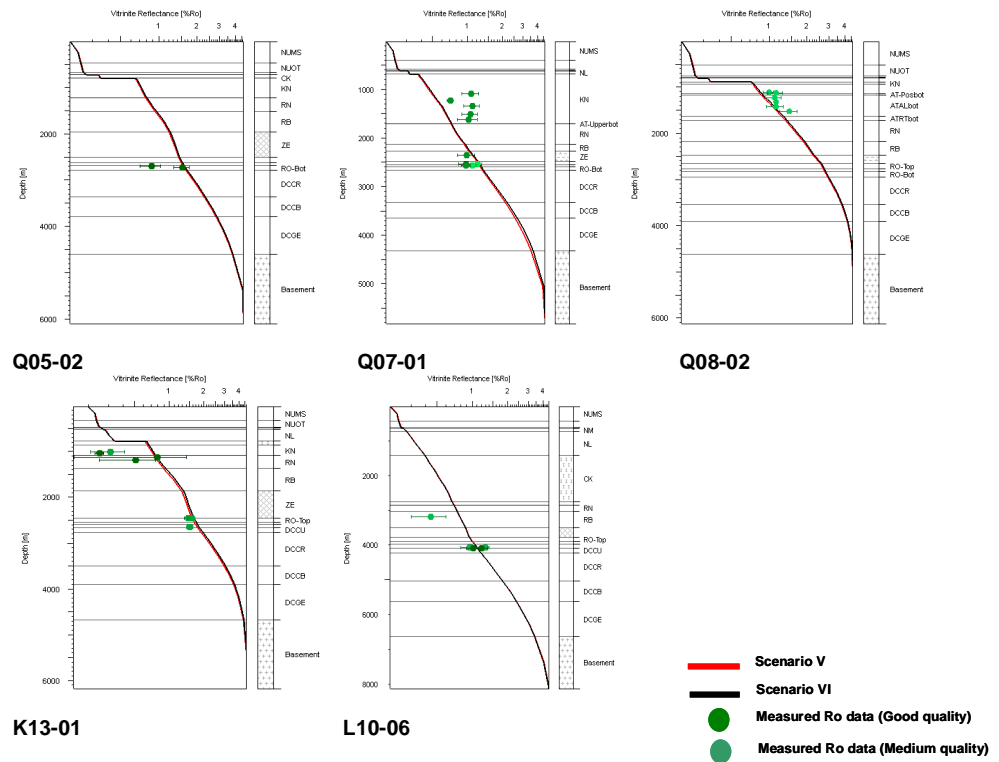 Vitrinite Reflectance [%Ro]
1 2 3 4
Depth [m]
2000
4000
6000
NUMS
NUOT
CK
KN
RN
RB
ZE
RO-Bot
DCCR
DCCB
DCGE
Basement
Q05-02
Vitrinite Reflectance [%Ro]
1 2 3 4
Depth [m]
1000
2000
3000
4000
5000
NUMS
NL
KN
AT-Upperbot
RN
RB
ZE
RO-Bot
DCCR
DCCB
DCGE
Basement
Q07-01
Vitrinite Reflectance [%Ro]
1 2 3 4
Depth [m]
2000
4000
6000
NUMS
NUOT
KN
AT-Posbot
ATALbot
ATRTbot
RN
RO-Top
RO-Bot
DCCR
DCCB
DCGE
Basement
Q08-02
Vitrinite Reflectance [%Ro]
1 2 3 4
Depth [m]
2000
4000
6000
NUMS
NUOT
NL
KN
RN
RB
ZE
RO-Top
DCCU
DCCR
DCCB
DCGE
Basement
K13-01
Vitrinite Reflectance [%Ro]
1 2 3 4
Depth [m]
2000
4000
6000
8000
NUMS
NM
NL
CK
RN
RB
RO-Top
DCCU
DCCR
DCCB
DCGE
Basement
L10-06
Scenario V
Scenario VI
Measured Ro data (Good quality)
Measured Ro data (Medium quality)